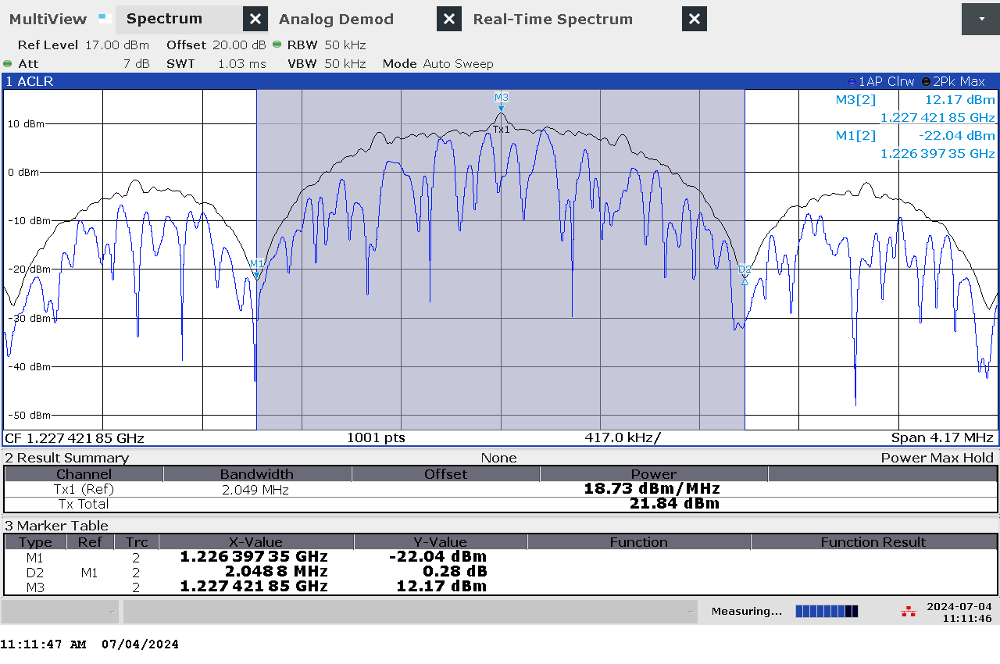 MultiView Spectrum Analog Demod Real-Time Spectrum
Ref Level 17.00 dBm Offset 20.00 dB RBW 50 kHz
Att 7 dB SWT 1.03 ms VBW 50 kHz Mode Auto Sweep
1 ACLR 1AP Clrw 2Pk Max
M3 M3[2] 12.17 dBm
1.227 421 85 GHz
10 dBm Tx1 M1[2] -22.04 dBm
1.226 397 35 GHz
0 dBm
-10 dBm
M1
-20 dBm D2
-30 dBm
-40 dBm
-50 dBm
CF 1.227 421 85 GHz 1001 pts 417.0 kHz/ Span 4.17 MHz
2 Result Summary None Power Max Hold
Channel Bandwidth Offset Power
Tx1 (Ref) 2.049 MHz 18.73 dBm/MHz
Tx Total 21.84 dBm
3 Marker Table
Type Ref Trc X-Value Y-Value Function Function Result
M1 2 1.226 397 35 GHz -22.04 dBm
D2 M1 2 2.048 8 MHz 0.28 dB
M3 2 1.227 421 85 GHz 12.17 dBm
Measuring... 2024-07-04
11:11:46
11:11:47 AM 07/04/2024